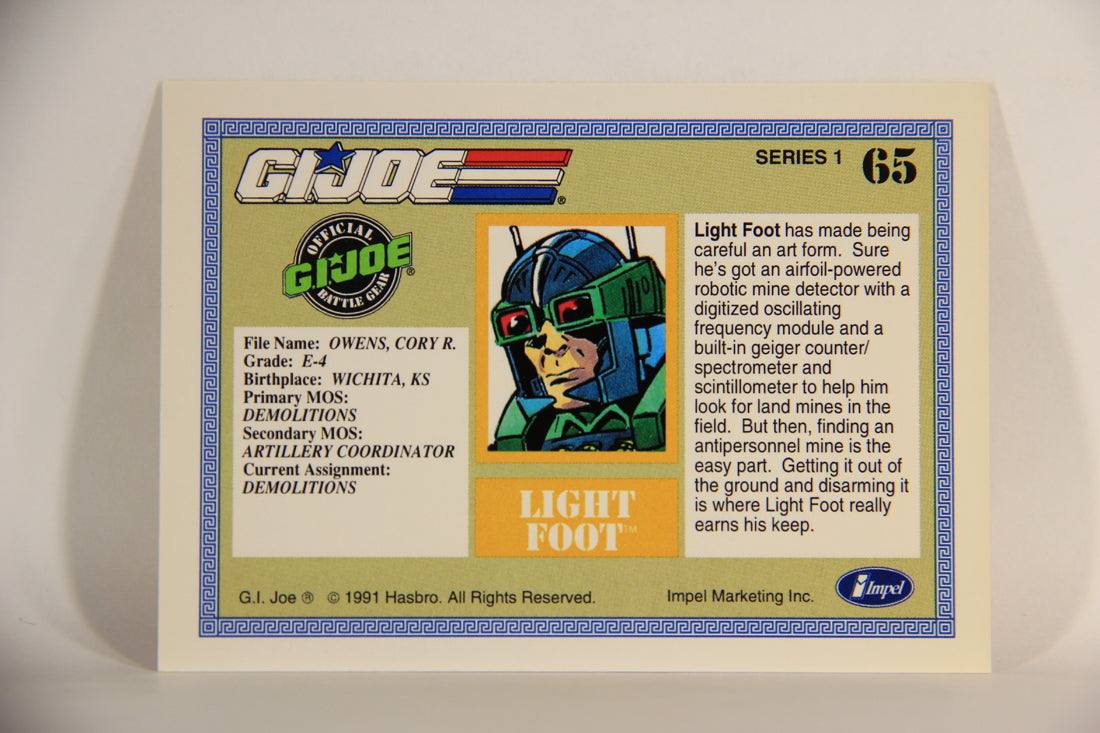 G.I.JOE®
SERIES 1 65
OFFICIAL
G.I.JOE®
BATTLE GEAR
File Name: OWENS, CORY R.
Grade: E-4
Birthplace: WICHITA, KS
Primary MOS:
DEMOLITIONS
Secondary MOS:
ARTILLERY COORDINATOR
Current Assignment:
DEMOLITIONS
LIGHT
FOOT™
Light Foot has made being
careful an art form. Sure
he's got an airfoil-powered
robotic mine detector with a
digitized oscillating
frequency module and a
built-in geiger counter/
spectrometer and
scintillometer to help him
look for land mines in the
field. But then, finding an
antipersonnel mine is the
easy part. Getting it out of
the ground and disarming it
is where Light Foot really
earns his keep.
G.I. Joe ® © 1991 Hasbro. All Rights Reserved.
Impel Marketing Inc.
Impel